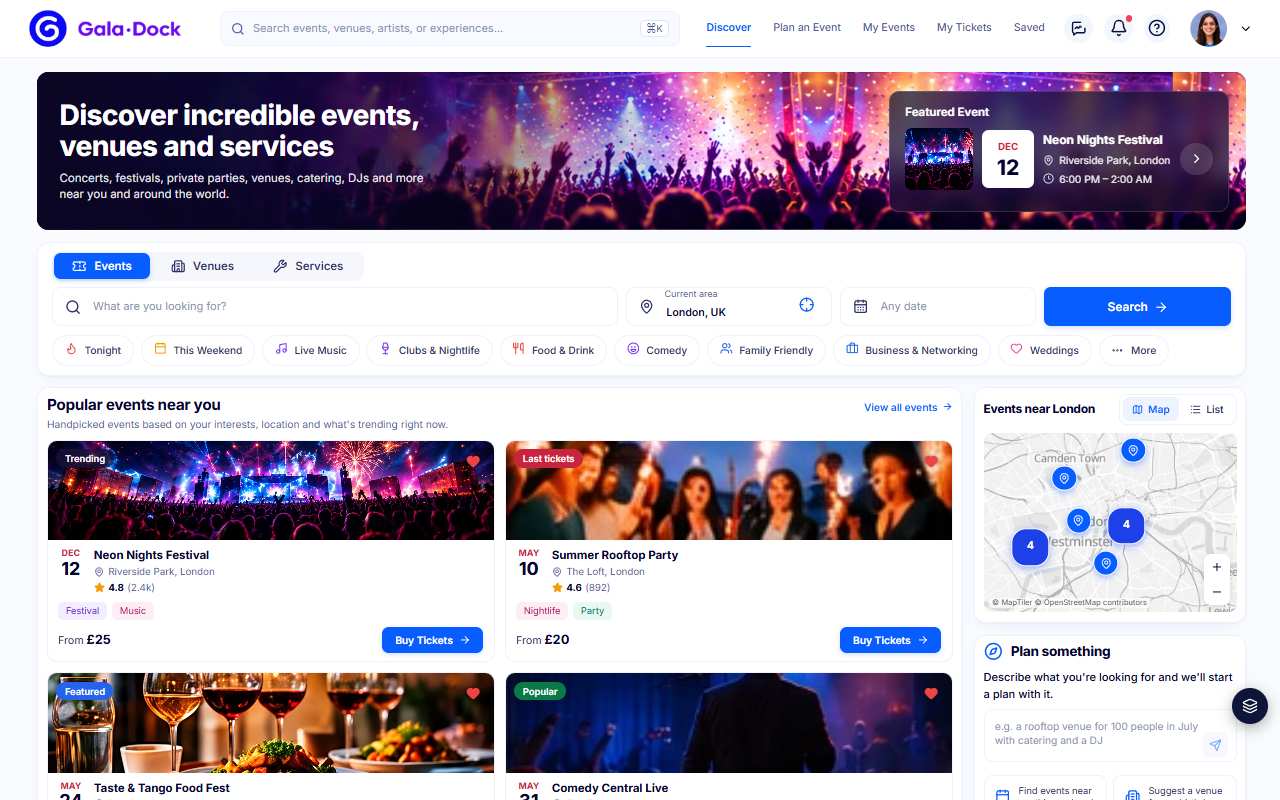 Gala·Dock
Search events, venues, artists, or experiences...
⌘K
Discover
Plan an Event
My Events
My Tickets
Saved
Discover incredible events,
venues and services
Concerts, festivals, private parties, venues, catering, DJs and more
near you and around the world.
Featured Event
DEC
12
Neon Nights Festival
Riverside Park, London
6:00 PM – 2:00 AM
Events
Venues
Services
What are you looking for?
Current area
London, UK
Any date
Search
Tonight
This Weekend
Live Music
Clubs & Nightlife
Food & Drink
Comedy
Family Friendly
Business & Networking
Weddings
More
Popular events near you
View all events
Handpicked events based on your interests, location and what's trending right now.
Trending
DEC
12
Neon Nights Festival
Riverside Park, London
4.8 (2.4k)
Festival
Music
From £25
Buy Tickets
Last tickets
MAY
10
Summer Rooftop Party
The Loft, London
4.6 (892)
Nightlife
Party
From £20
Buy Tickets
Featured
MAY
24
Taste & Tango Food Fest
Popular
MAY
31
Comedy Central Live
Events near London
Map
List
Camden Town
4
4
+
−
© MapTiler © OpenStreetMap contributors
Plan something
Describe what you're looking for and we'll start
a plan with it.
e.g. a rooftop venue for 100 people in July
with catering and a DJ
Find events near
Suggest a venue